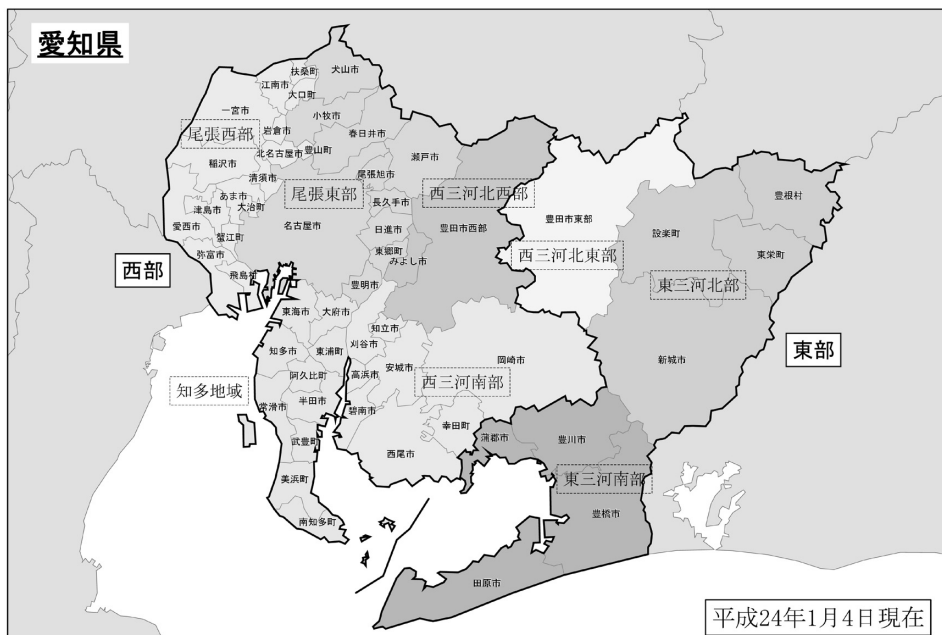 愛知県
扶桑町
犬山市
江南市
大口町
一宮市
小牧市
尾張西部
岩倉市
春日井市
北名古屋市
豊山町
瀬戸市
稲沢市
清須市
尾張旭市
豊根村
あま市
尾張東部
西三河北西部
津島市
大治町
長久手市
愛西市
名古屋市
日進市
豊田市西部
豊田市東部
設楽町
蟹江町
弥富市
東郷町
みよし市
西三河北東部
東栄町
西部
飛島村
豊明市
東三河北部
東海市
大府市
知立市
知多市
東浦町
刈谷市
岡崎市
新城市
東部
安城市
阿久比町
高浜市
西三河南部
知多地域
常滑市
半田市
碧南市
幸田町
蒲郡市
豊川市
武豊町
西尾市
美浜町
東三河南部
豊橋市
南知多町
田原市
平成24年1月4日現在